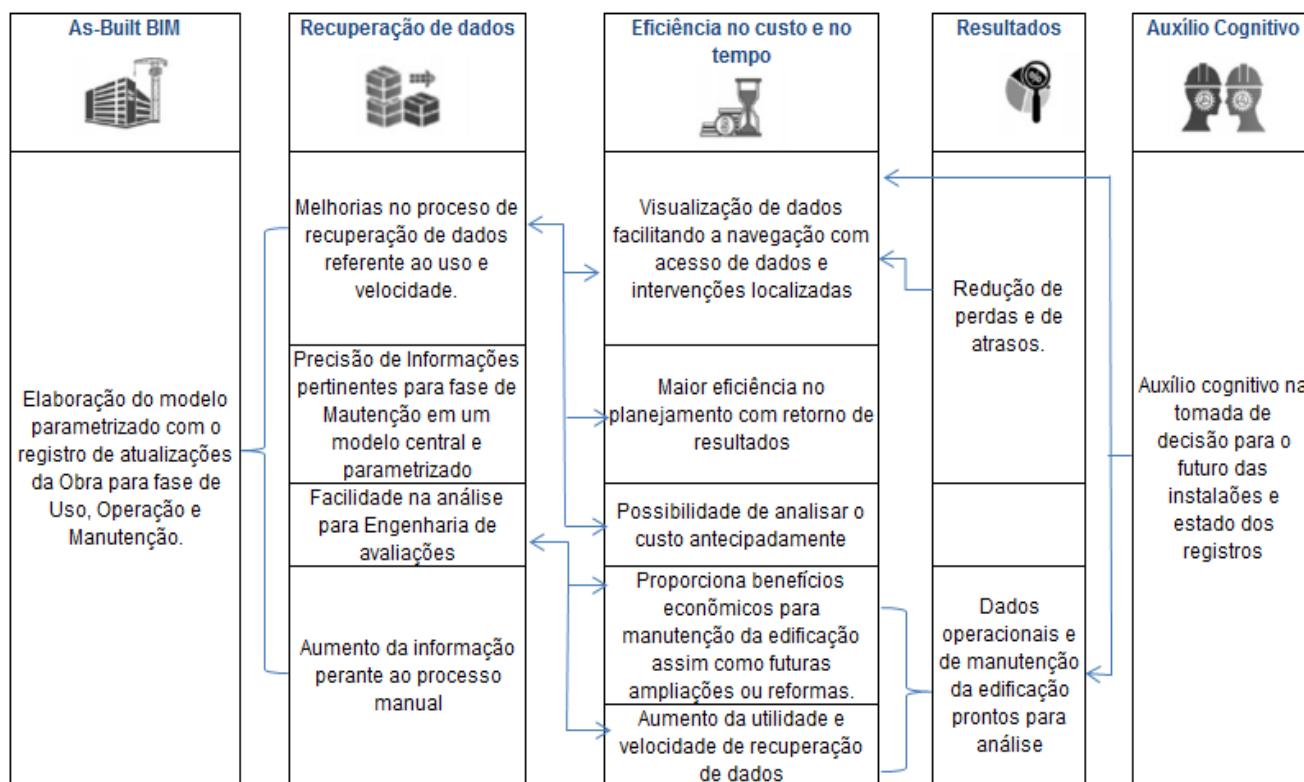 As-Built BIM
Elaboração do modelo
parametrizado com o
registro de atualizações
da Obra para fase de
Uso, Operação e
Manutenção.
Recuperação de dados
Melhorias no proceso de
recuperação de dados
referente ao uso e
velocidade.
Precisão de Informações
pertinentes para fase de
Mautenção em um
modelo central e
parametrizado
Facilidade na análise
para Engenharia de
avaliações
Aumento da informação
perante ao processo
manual
Eficiência no custo e no
tempo
Visualização de dados
facilitando a navegação com
acesso de dados e
intervenções localizadas
Maior eficiência no
planejamento com retorno de
resultados
Possibilidade de analisar o
custo antecipadamente
Proporciona benefícios
econômicos para
manutenção da edificação
assim como futuras
ampliações ou reformas.
Aumento da utilidade e
velocidade de recuperação
de dados
Resultados
Redução de
perdas e de
atrasos.
Dados
operacionais e
de manutenção
da edificação
prontos para
análise
Auxílio Cognitivo
Auxílio cognitivo na
tomada de
decisão para o
futuro das
instalaões e
estado dos
registros